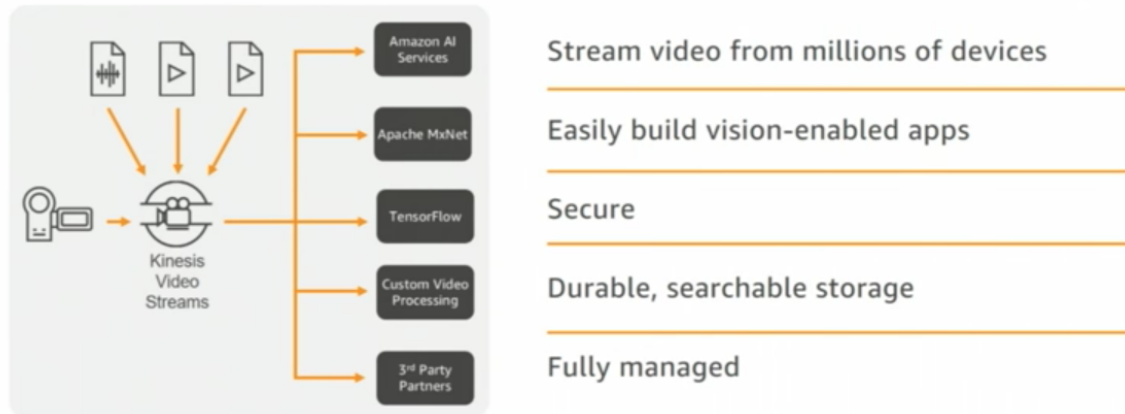 Amazon AI
Services
Apache MxNet
TensorFlow
Custom Video
Processing
3rd Party
Partners
Kinesis
Video
Streams
Stream video from millions of devices
Easily build vision-enabled apps
Secure
Durable, searchable storage
Fully managed